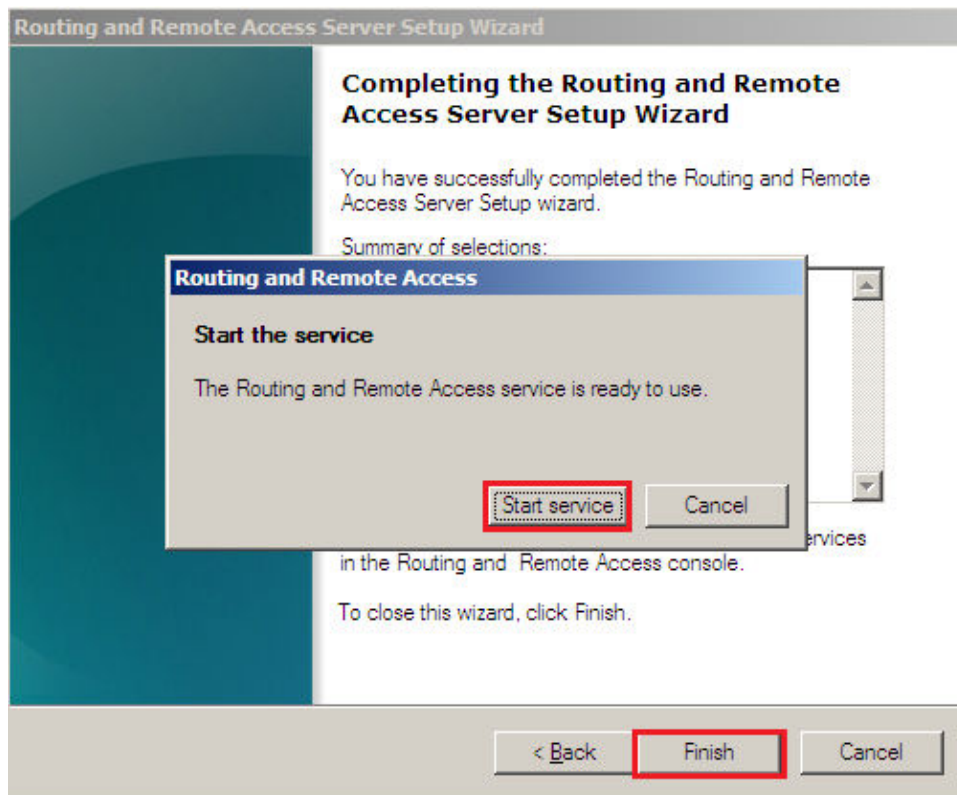 Routing and Remote Access Server Setup Wizard
Completing the Routing and Remote
Access Server Setup Wizard
You have successfully completed the Routing and Remote
Access Server Setup wizard.
Summary of selections:
Routing and Remote Access
Start the service
The Routing and Remote Access service is ready to use.
Start service
Cancel
ervices
in the Routing and Remote Access console.
To close this wizard, click Finish.
< Back
Finish
Cancel